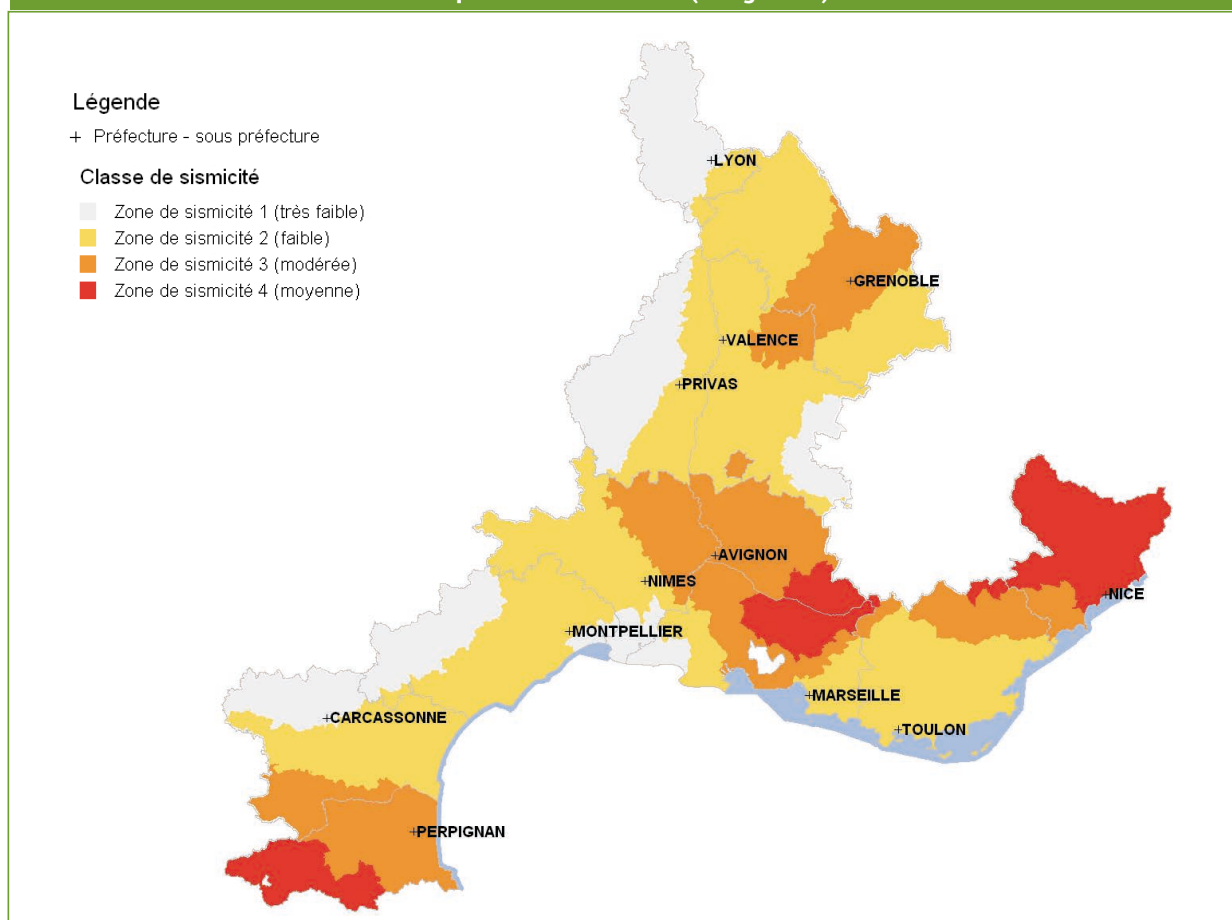 Légende
+ Préfecture - sous préfecture
Classe de sismicité
Zone de sismicité 1 (très faible)
Zone de sismicité 2 (faible)
Zone de sismicité 3 (modérée)
Zone de sismicité 4 (moyenne)
+LYON
+GRENOBLE
+VALENCE
+PRIVAS
+AVIGNON
+NIMES
+NICE
+MONTPELLIER
+MARSEILLE
+CARCASSONNE
+TOULON
+PERPIGNAN